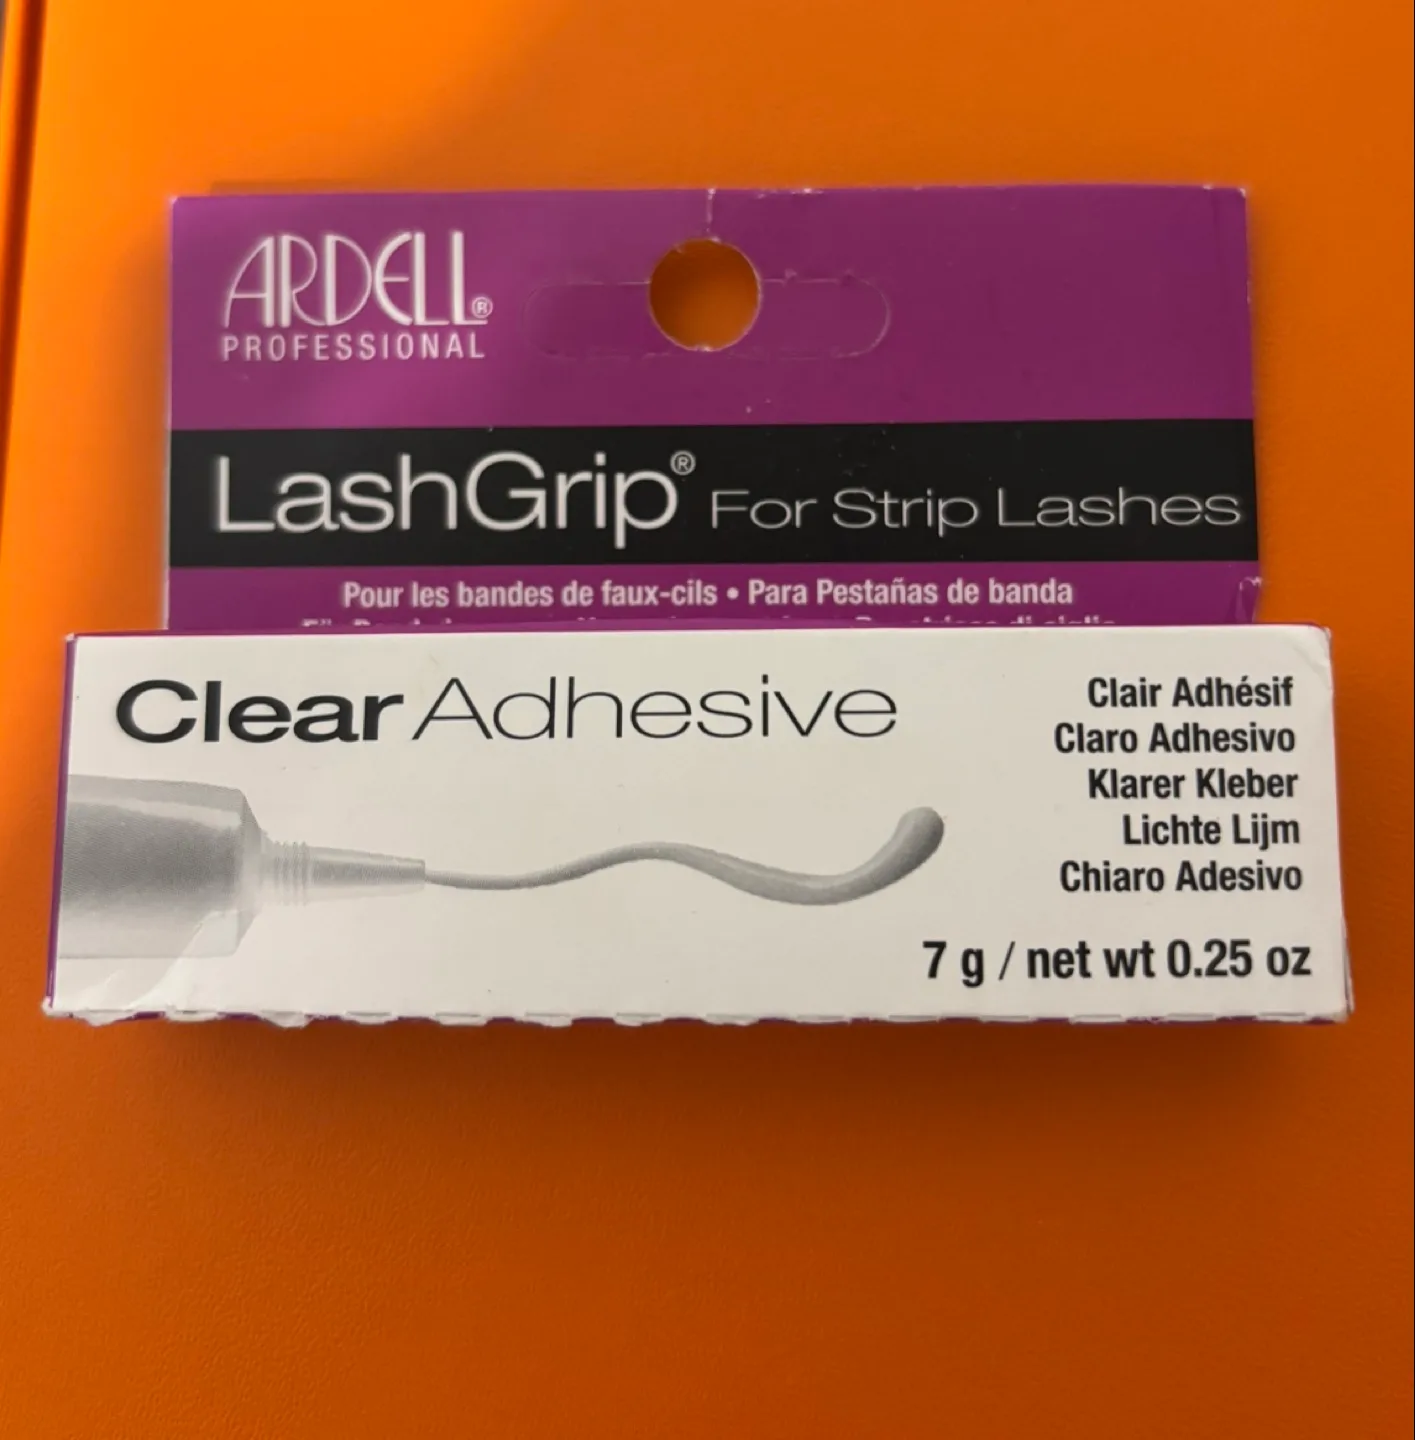 ARDELL®
PROFESSIONAL
LashGrip® For Strip Lashes
Pour les bandes de faux-cils • Para Pestañas de banda
Clear Adhesive
Clair Adhésif
Claro Adhesivo
Klarer Kleber
Lichte Lijm
Chiaro Adesivo
7 g / net wt 0.25 oz